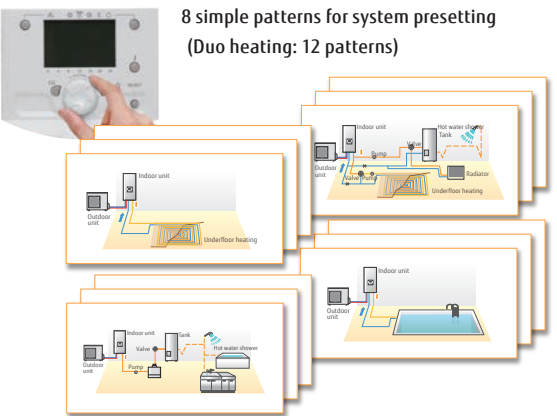 8 simple patterns for system presetting
(Duo heating: 12 patterns)
Indoor unit
Outdoor
unit
Underfloor heating
Indoor unit
Hot water shower
Tank
Valve
Pump
Outdoor
unit
Valve
Pump
Radiator
Underfloor heating
Indoor unit
Tank
Valve
Hot water shower
Outdoor
unit
Pump
Indoor unit
Outdoor
unit